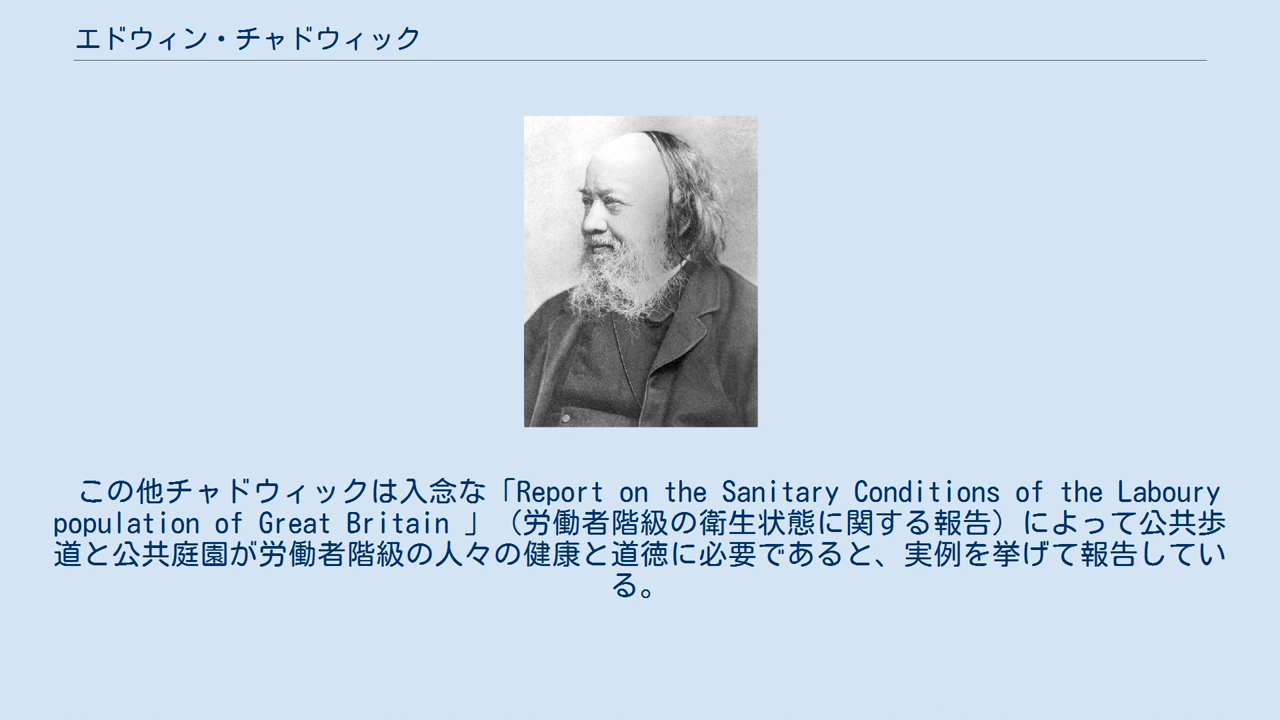 エドウィン・チャドウィック
この他チャドウィックは入念な「Report on the Sanitary Conditions of the Laboury
population of Great Britain 」（労働者階級の衛生状態に関する報告）によって公共歩
道と公共庭園が労働者階級の人々の健康と道徳に必要であると、実例を挙げて報告してい
る。